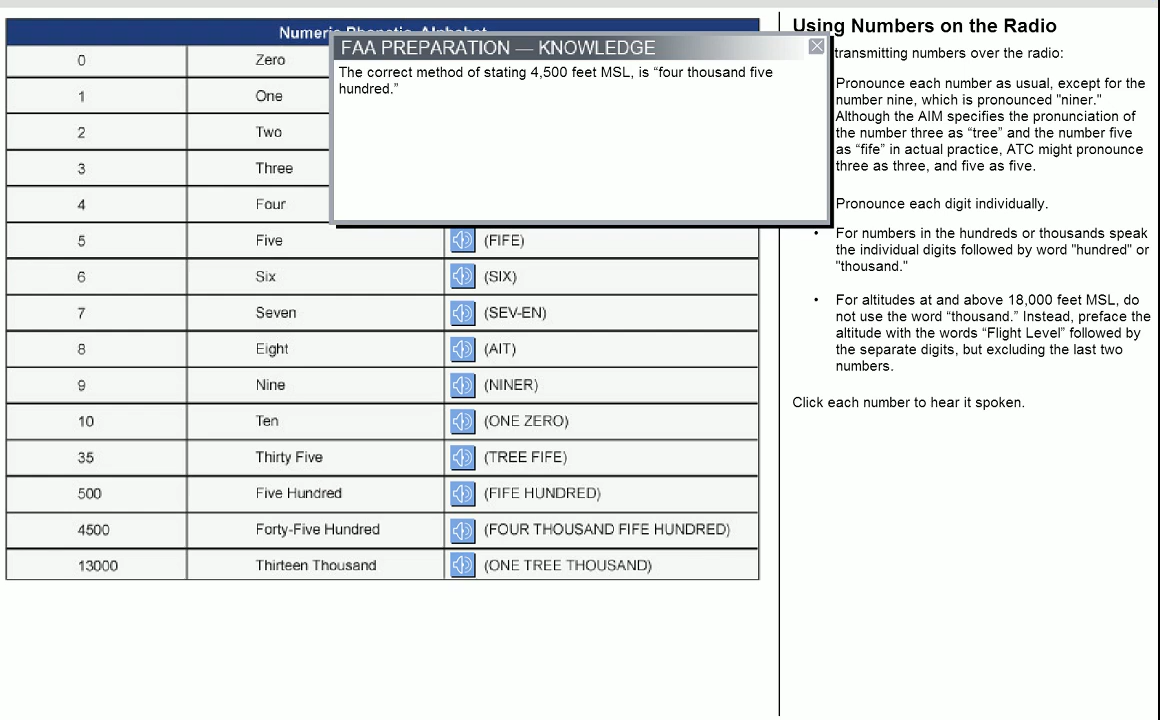 Numeric Phonetic Alphabet
0 Zero
1 One
2 Two
3 Three
4 Four
5 Five (FIFE)
6 Six (SIX)
7 Seven (SEV-EN)
8 Eight (AIT)
9 Nine (NINER)
10 Ten (ONE ZERO)
35 Thirty Five (TREE FIFE)
500 Five Hundred (FIFE HUNDRED)
4500 Forty-Five Hundred (FOUR THOUSAND FIFE HUNDRED)
13000 Thirteen Thousand (ONE TREE THOUSAND)
FAA PREPARATION — KNOWLEDGE
The correct method of stating 4,500 feet MSL, is “four thousand five
hundred.”
Using Numbers on the Radio
transmitting numbers over the radio:
Pronounce each number as usual, except for the
number nine, which is pronounced "niner."
Although the AIM specifies the pronunciation of
the number three as “tree” and the number five
as “fife” in actual practice, ATC might pronounce
three as three, and five as five.
Pronounce each digit individually.
• For numbers in the hundreds or thousands speak
the individual digits followed by word "hundred" or
"thousand."
• For altitudes at and above 18,000 feet MSL, do
not use the word “thousand.” Instead, preface the
altitude with the words “Flight Level” followed by
the separate digits, but excluding the last two
numbers.
Click each number to hear it spoken.